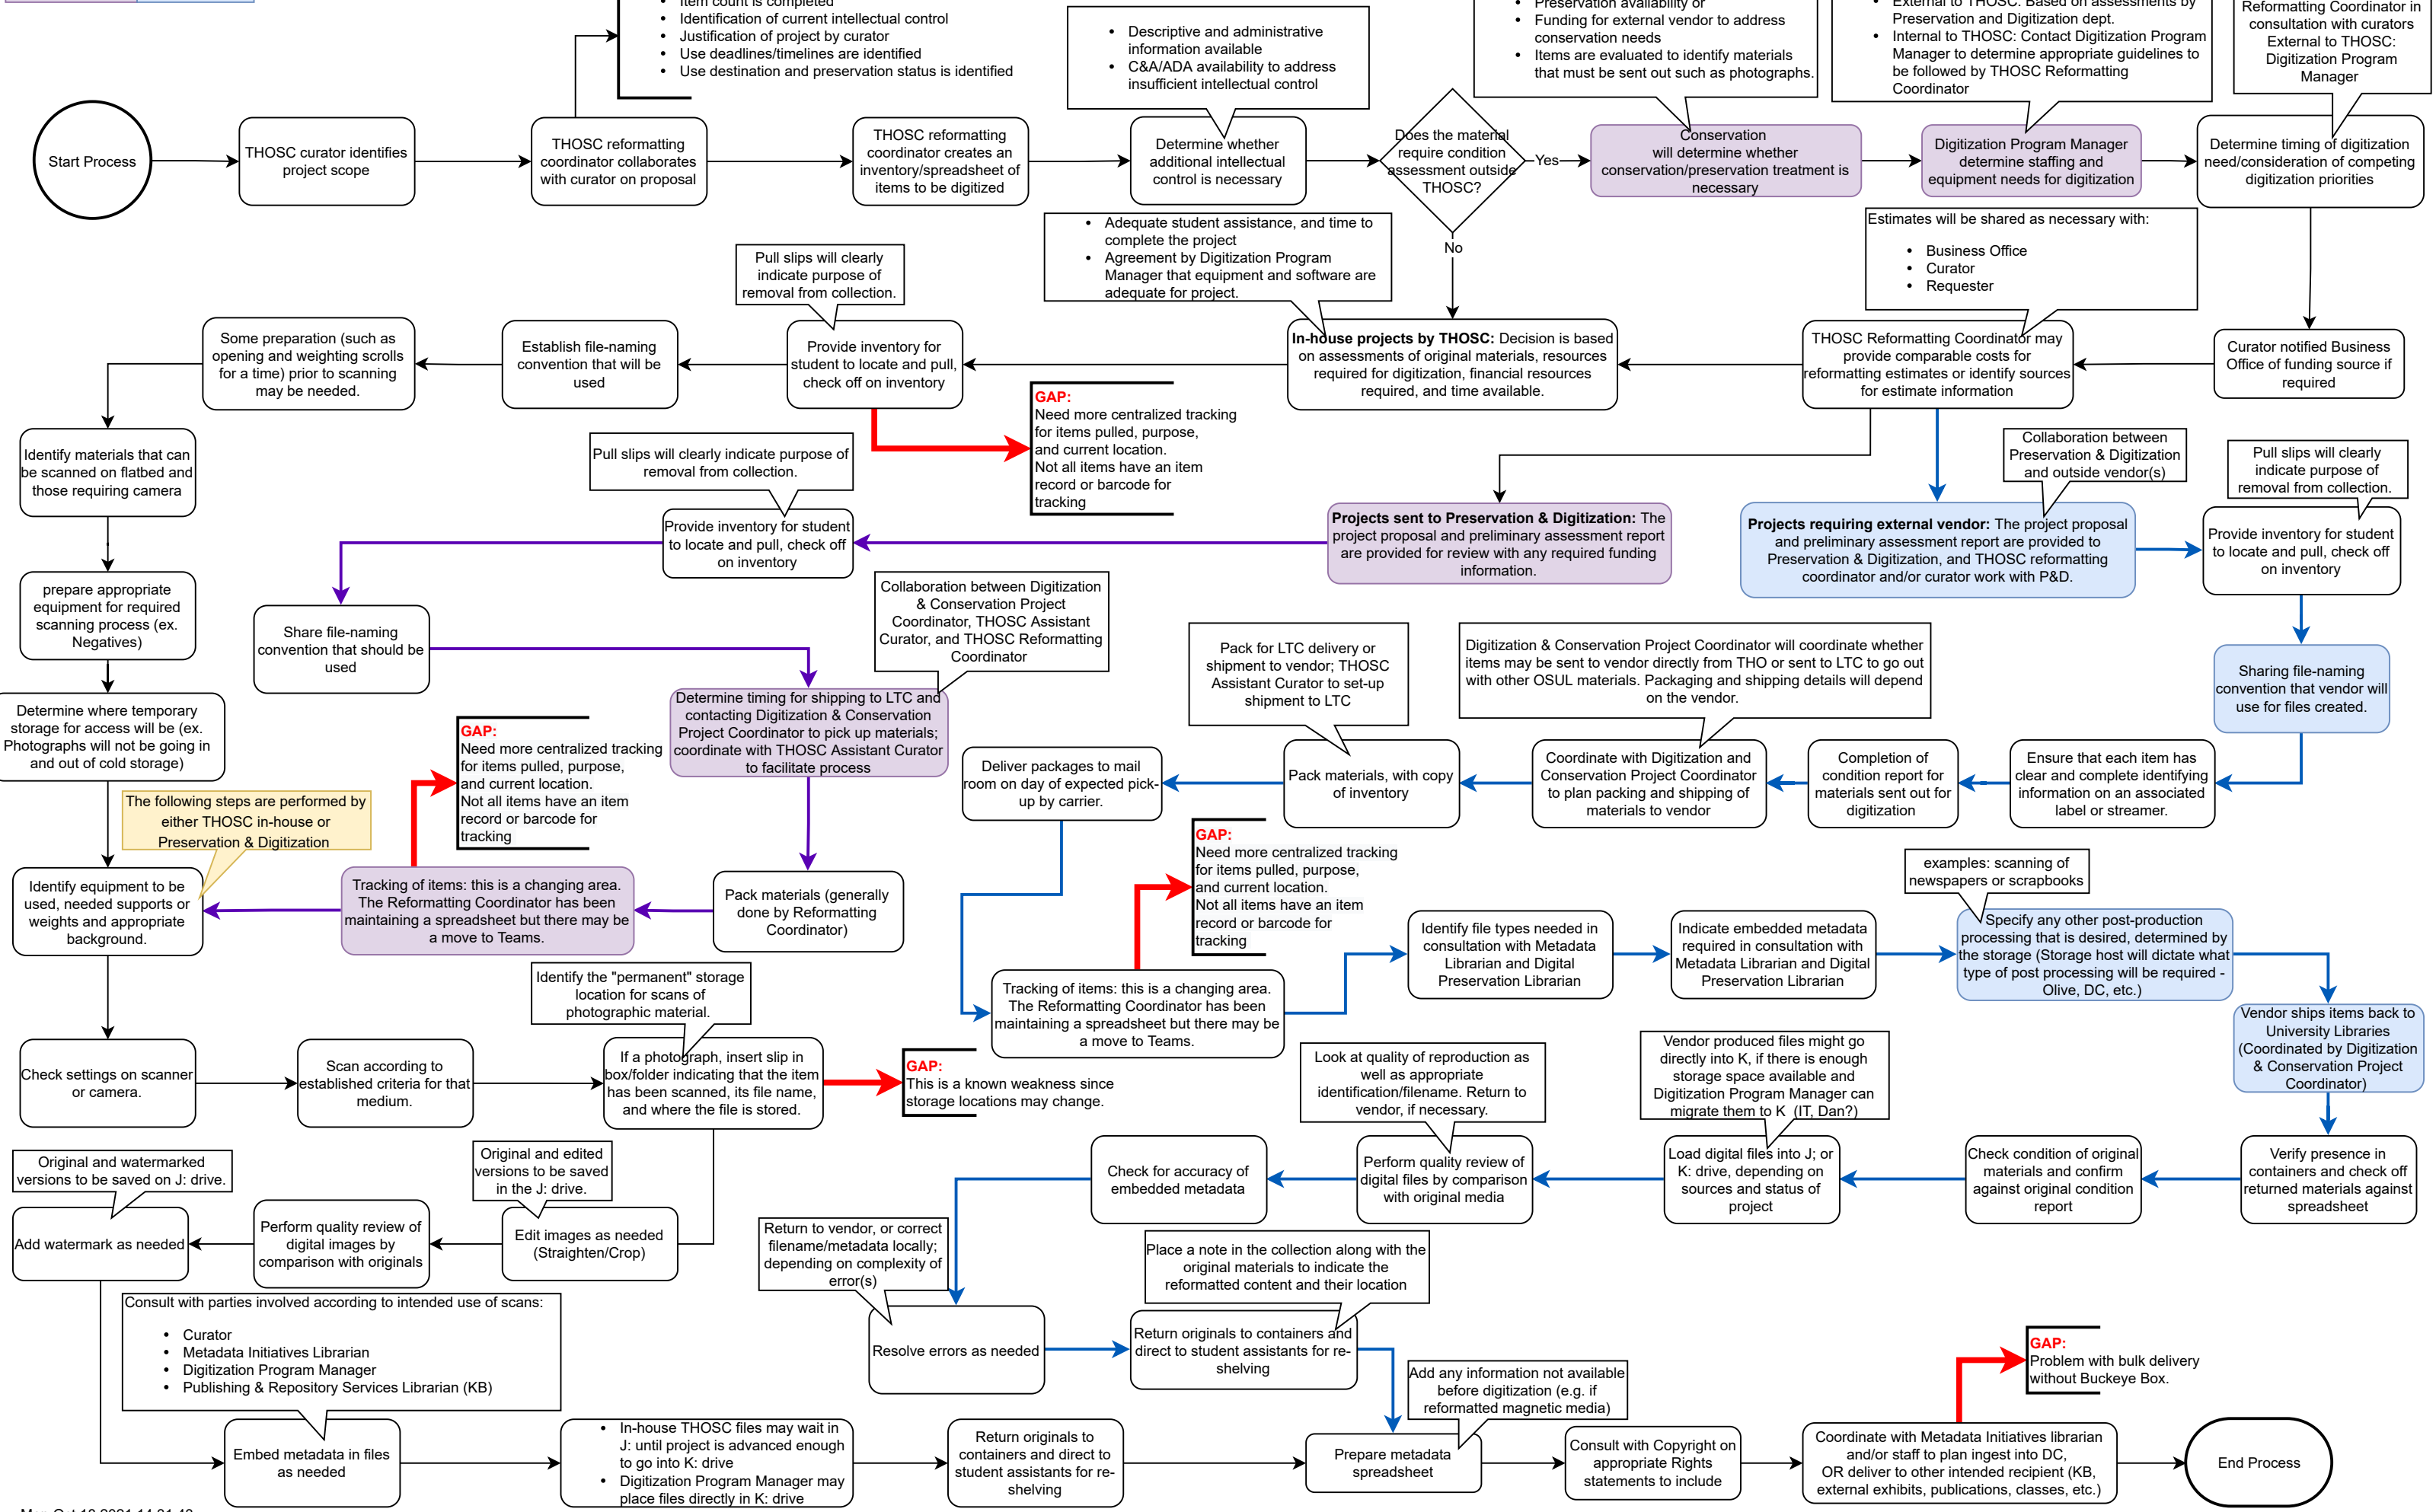 Item count is completed
Identification of current intellectual control
Justification of project by curator
Use deadlines/timelines are identified
Use destination and preservation status is identified
Descriptive and administrative
information available
C&A/ADA availability to address
insufficient intellectual control
Preservation availability or
Funding for external vendor to address
conservation needs
Items are evaluated to identify materials
that must be sent out such as photographs.
External to THOSC: Based on assessments by
Preservation and Digitization dept.
Internal to THOSC: Contact Digitization Program
Manager to determine appropriate guidelines to
be followed by THOSC Reformatting
Coordinator
Reformatting Coordinator in
consultation with curators
External to THOSC:
Digitization Program
Manager
Start Process
THOSC curator identifies
project scope
THOSC reformatting
coordinator collaborates
with curator on proposal
THOSC reformatting
coordinator creates an
inventory/spreadsheet of
items to be digitized
Determine whether
additional intellectual
control is necessary
Does the material
require condition
assessment outside
THOSC?
Yes
No
Conservation
will determine whether
conservation/preservation treatment is
necessary
Digitization Program Manager
determine staffing and
equipment needs for digitization
Determine timing of digitization
need/consideration of competing
digitization priorities
Estimates will be shared as necessary with:
Business Office
Curator
Requester
Adequate student assistance, and time to
complete the project
Agreement by Digitization Program
Manager that equipment and software are
adequate for project.
Pull slips will clearly
indicate purpose of
removal from collection.
Curator notified Business
Office of funding source if
required
THOSC Reformatting Coordinator may
provide comparable costs for
reformatting estimates or identify sources
for estimate information
In-house projects by THOSC: Decision is based
on assessments of original materials, resources
required for digitization, financial resources
required, and time available.
Provide inventory for
student to locate and pull,
check off on inventory
Establish file-naming
convention that will be
used
Some preparation (such as
opening and weighting scrolls
for a time) prior to scanning
may be needed.
GAP:
Need more centralized tracking
for items pulled, purpose,
and current location.
Not all items have an item
record or barcode for
tracking
Identify materials that can
be scanned on flatbed and
those requiring camera
prepare appropriate
equipment for required
scanning process (ex.
Negatives)
Determine where temporary
storage for access will be (ex.
Photographs will not be going in
and out of cold storage)
Pull slips will clearly indicate purpose of
removal from collection.
Provide inventory for student
to locate and pull, check off
on inventory
Projects sent to Preservation & Digitization: The
project proposal and preliminary assessment report
are provided for review with any required funding
information.
Collaboration between
Preservation & Digitization
and outside vendor(s)
Projects requiring external vendor: The project proposal
and preliminary assessment report are provided to
Preservation & Digitization, and THOSC reformatting
coordinator and/or curator work with P&D.
Pull slips will clearly
indicate purpose of
removal from collection.
Provide inventory for student
to locate and pull, check off
on inventory
Share file-naming
convention that should be
used
Collaboration between Digitization
& Conservation Project
Coordinator, THOSC Assistant
Curator, and THOSC Reformatting
Coordinator
Determine timing for shipping to LTC and
contacting Digitization & Conservation
Project Coordinator to pick up materials;
coordinate with THOSC Assistant Curator
to facilitate process
GAP:
Need more centralized tracking
for items pulled, purpose,
and current location.
Not all items have an item
record or barcode for
tracking
Pack for LTC delivery or
shipment to vendor; THOSC
Assistant Curator to set-up
shipment to LTC
Digitization & Conservation Project Coordinator will coordinate whether
items may be sent to vendor directly from THO or sent to LTC to go out
with other OSUL materials. Packaging and shipping details will depend
on the vendor.
Sharing file-naming
convention that vendor will
use for files created.
Ensure that each item has
clear and complete identifying
information on an associated
label or streamer.
Completion of
condition report for
materials sent out for
digitization
Coordinate with Digitization and
Conservation Project Coordinator
to plan packing and shipping of
materials to vendor
Pack materials, with copy
of inventory
Deliver packages to mail
room on day of expected pick-
up by carrier.
The following steps are performed by
either THOSC in-house or
Preservation & Digitization
Identify equipment to be
used, needed supports or
weights and appropriate
background.
Tracking of items: this is a changing area.
The Reformatting Coordinator has been
maintaining a spreadsheet but there may be
a move to Teams.
Pack materials (generally
done by Reformatting
Coordinator)
GAP:
Need more centralized tracking
for items pulled, purpose,
and current location.
Not all items have an item
record or barcode for
tracking
Tracking of items: this is a changing area.
The Reformatting Coordinator has been
maintaining a spreadsheet but there may be
a move to Teams.
Identify file types needed in
consultation with Metadata
Librarian and Digital
Preservation Librarian
Indicate embedded metadata
required in consultation with
Metadata Librarian and Digital
Preservation Librarian
examples: scanning of
newspapers or scrapbooks
Specify any other post-production
processing that is desired, determined by
the storage (Storage host will dictate what
type of post processing will be required -
Olive, DC, etc.)
Vendor ships items back to
University Libraries
(Coordinated by Digitization
& Conservation Project
Coordinator)
Identify the "permanent" storage
location for scans of
photographic material.
Check settings on scanner
or camera.
Scan according to
established criteria for that
medium.
If a photograph, insert slip in
box/folder indicating that the item
has been scanned, its file name,
and where the file is stored.
GAP:
This is a known weakness since
storage locations may change.
Look at quality of reproduction as
well as appropriate
identification/filename. Return to
vendor, if necessary.
Vendor produced files might go
directly into K, if there is enough
storage space available and
Digitization Program Manager can
migrate them to K (IT, Dan?)
Verify presence in
containers and check off
returned materials against
spreadsheet
Check condition of original
materials and confirm
against original condition
report
Load digital files into J; or
K: drive, depending on
sources and status of
project
Perform quality review of
digital files by comparison
with original media
Check for accuracy of
embedded metadata
Original and watermarked
versions to be saved on J: drive.
Original and edited
versions to be saved
in the J: drive.
Add watermark as needed
Perform quality review of
digital images by
comparison with originals
Edit images as needed
(Straighten/Crop)
Return to vendor, or correct
filename/metadata locally;
depending on complexity of
error(s)
Place a note in the collection along with the
original materials to indicate the
reformatted content and their location
Resolve errors as needed
Return originals to containers and
direct to student assistants for re-
shelving
Consult with parties involved according to intended use of scans:
Curator
Metadata Initiatives Librarian
Digitization Program Manager
Publishing & Repository Services Librarian (KB)
Add any information not available
before digitization (e.g. if
reformatted magnetic media)
GAP:
Problem with bulk delivery
without Buckeye Box.
Embed metadata in files
as needed
In-house THOSC files may wait in
J: until project is advanced enough
to go into K: drive
Digitization Program Manager may
place files directly in K: drive
Return originals to
containers and direct to
student assistants for re-
shelving
Prepare metadata
spreadsheet
Consult with Copyright on
appropriate Rights
statements to include
Coordinate with Metadata Initiatives librarian
and/or staff to plan ingest into DC,
OR deliver to other intended recipient (KB,
external exhibits, publications, classes, etc.)
End Process